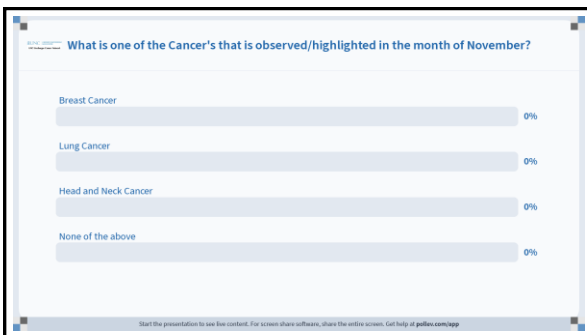 What is one of the Cancer's that is observed/highlighted in the month of November?
Breast Cancer
0%
Lung Cancer
0%
Head and Neck Cancer
0%
None of the above
0%
Start the presentation to see live content. For screen share software, share the entire screen. Get help at pollev.com/app